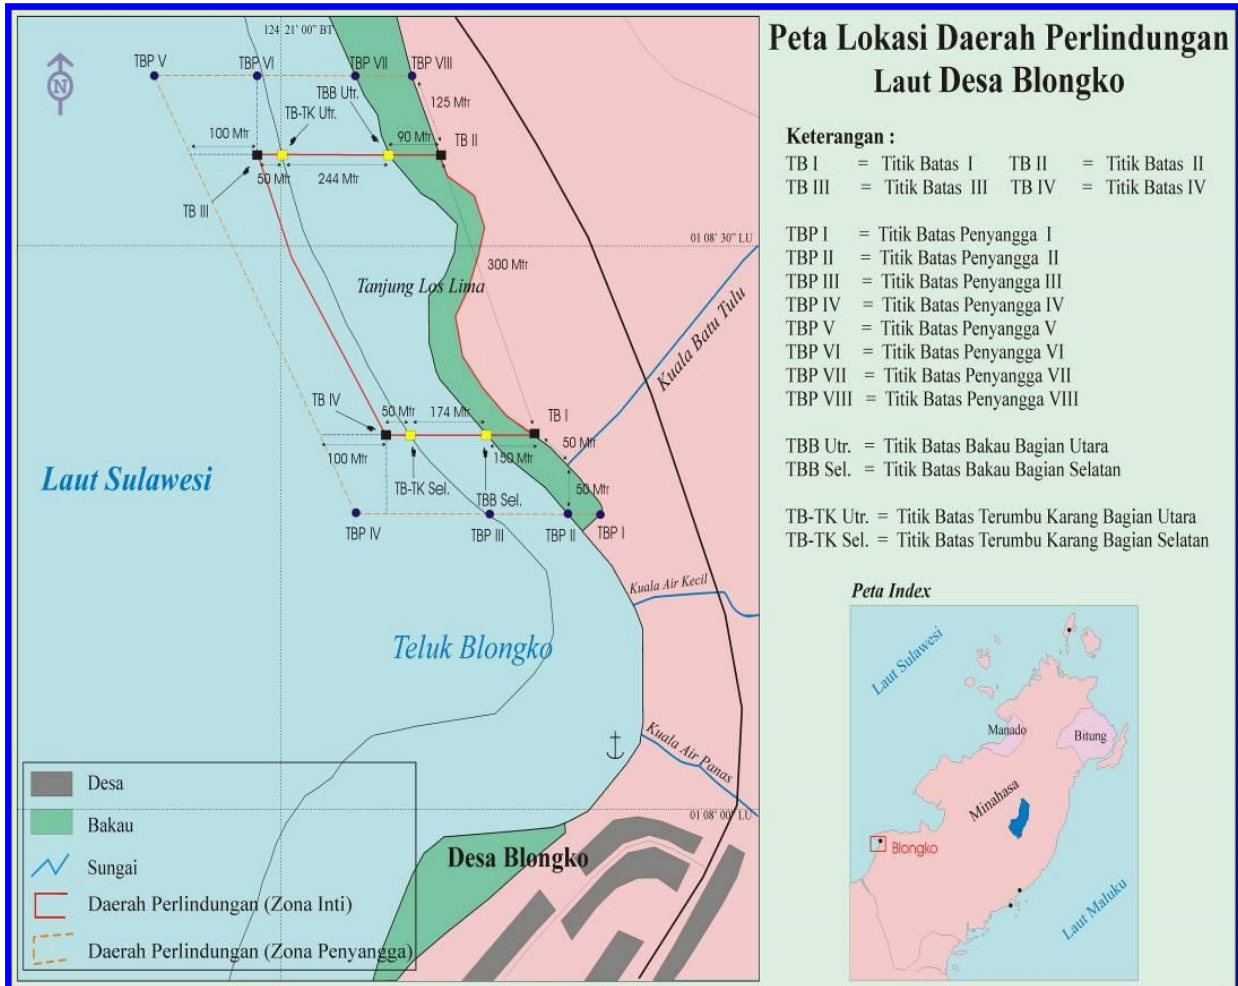 Peta Lokasi Daerah Perlindungan
Laut Desa Blongko
Keterangan :
TB I = Titik Batas I TB II = Titik Batas II
TB III = Titik Batas III TB IV = Titik Batas IV
TBP I = Titik Batas Penyangga I
TBP II = Titik Batas Penyangga II
TBP III = Titik Batas Penyangga III
TBP IV = Titik Batas Penyangga IV
TBP V = Titik Batas Penyangga V
TBP VI = Titik Batas Penyangga VI
TBP VII = Titik Batas Penyangga VII
TBP VIII = Titik Batas Penyangga VIII
TBB Utr. = Titik Batas Bakau Bagian Utara
TBB Sel. = Titik Batas Bakau Bagian Selatan
TB-TK Utr. = Titik Batas Terumbu Karang Bagian Utara
TB-TK Sel. = Titik Batas Terumbu Karang Bagian Selatan
Peta Index
Laut Sulawesi
Manado
Bitung
Minahasa
Blongko
Laut Maluku
124 21' 00" BT
TBP V
TBP VI
TBP VII
TBP VIII
N
TBB Utr.
125 Mtr
TB-TK Utr.
100 Mtr
90 Mtr
TB II
50 Mtr
244 Mtr
TB III
01 08' 30" LU
300 Mtr
Tanjung Los Lima
Kuala Batu Tulu
TB IV
50 Mtr
174 Mtr
TB I
50 Mtr
100 Mtr
150 Mtr
Laut Sulawesi
TB-TK Sel.
TBB Sel.
50 Mtr
TBP IV
TBP III
TBP II
TBP I
Kuala Air Kecil
Teluk Blongko
Kuala Air Panas
01 08' 00" LU
Desa Blongko
Desa
Bakau
Sungai
Daerah Perlindungan (Zona Inti)
Daerah Perlindungan (Zona Penyangga)